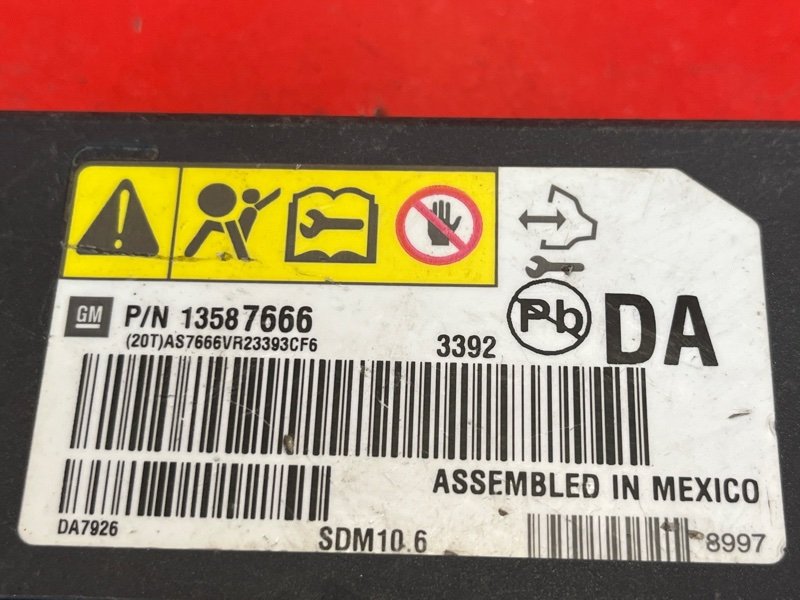 GM P/N 13587666
(20T)AS7666VR23393CF6
3392
Pb
DA
ASSEMBLED IN MEXICO
DA7926
SDM10.6
8997